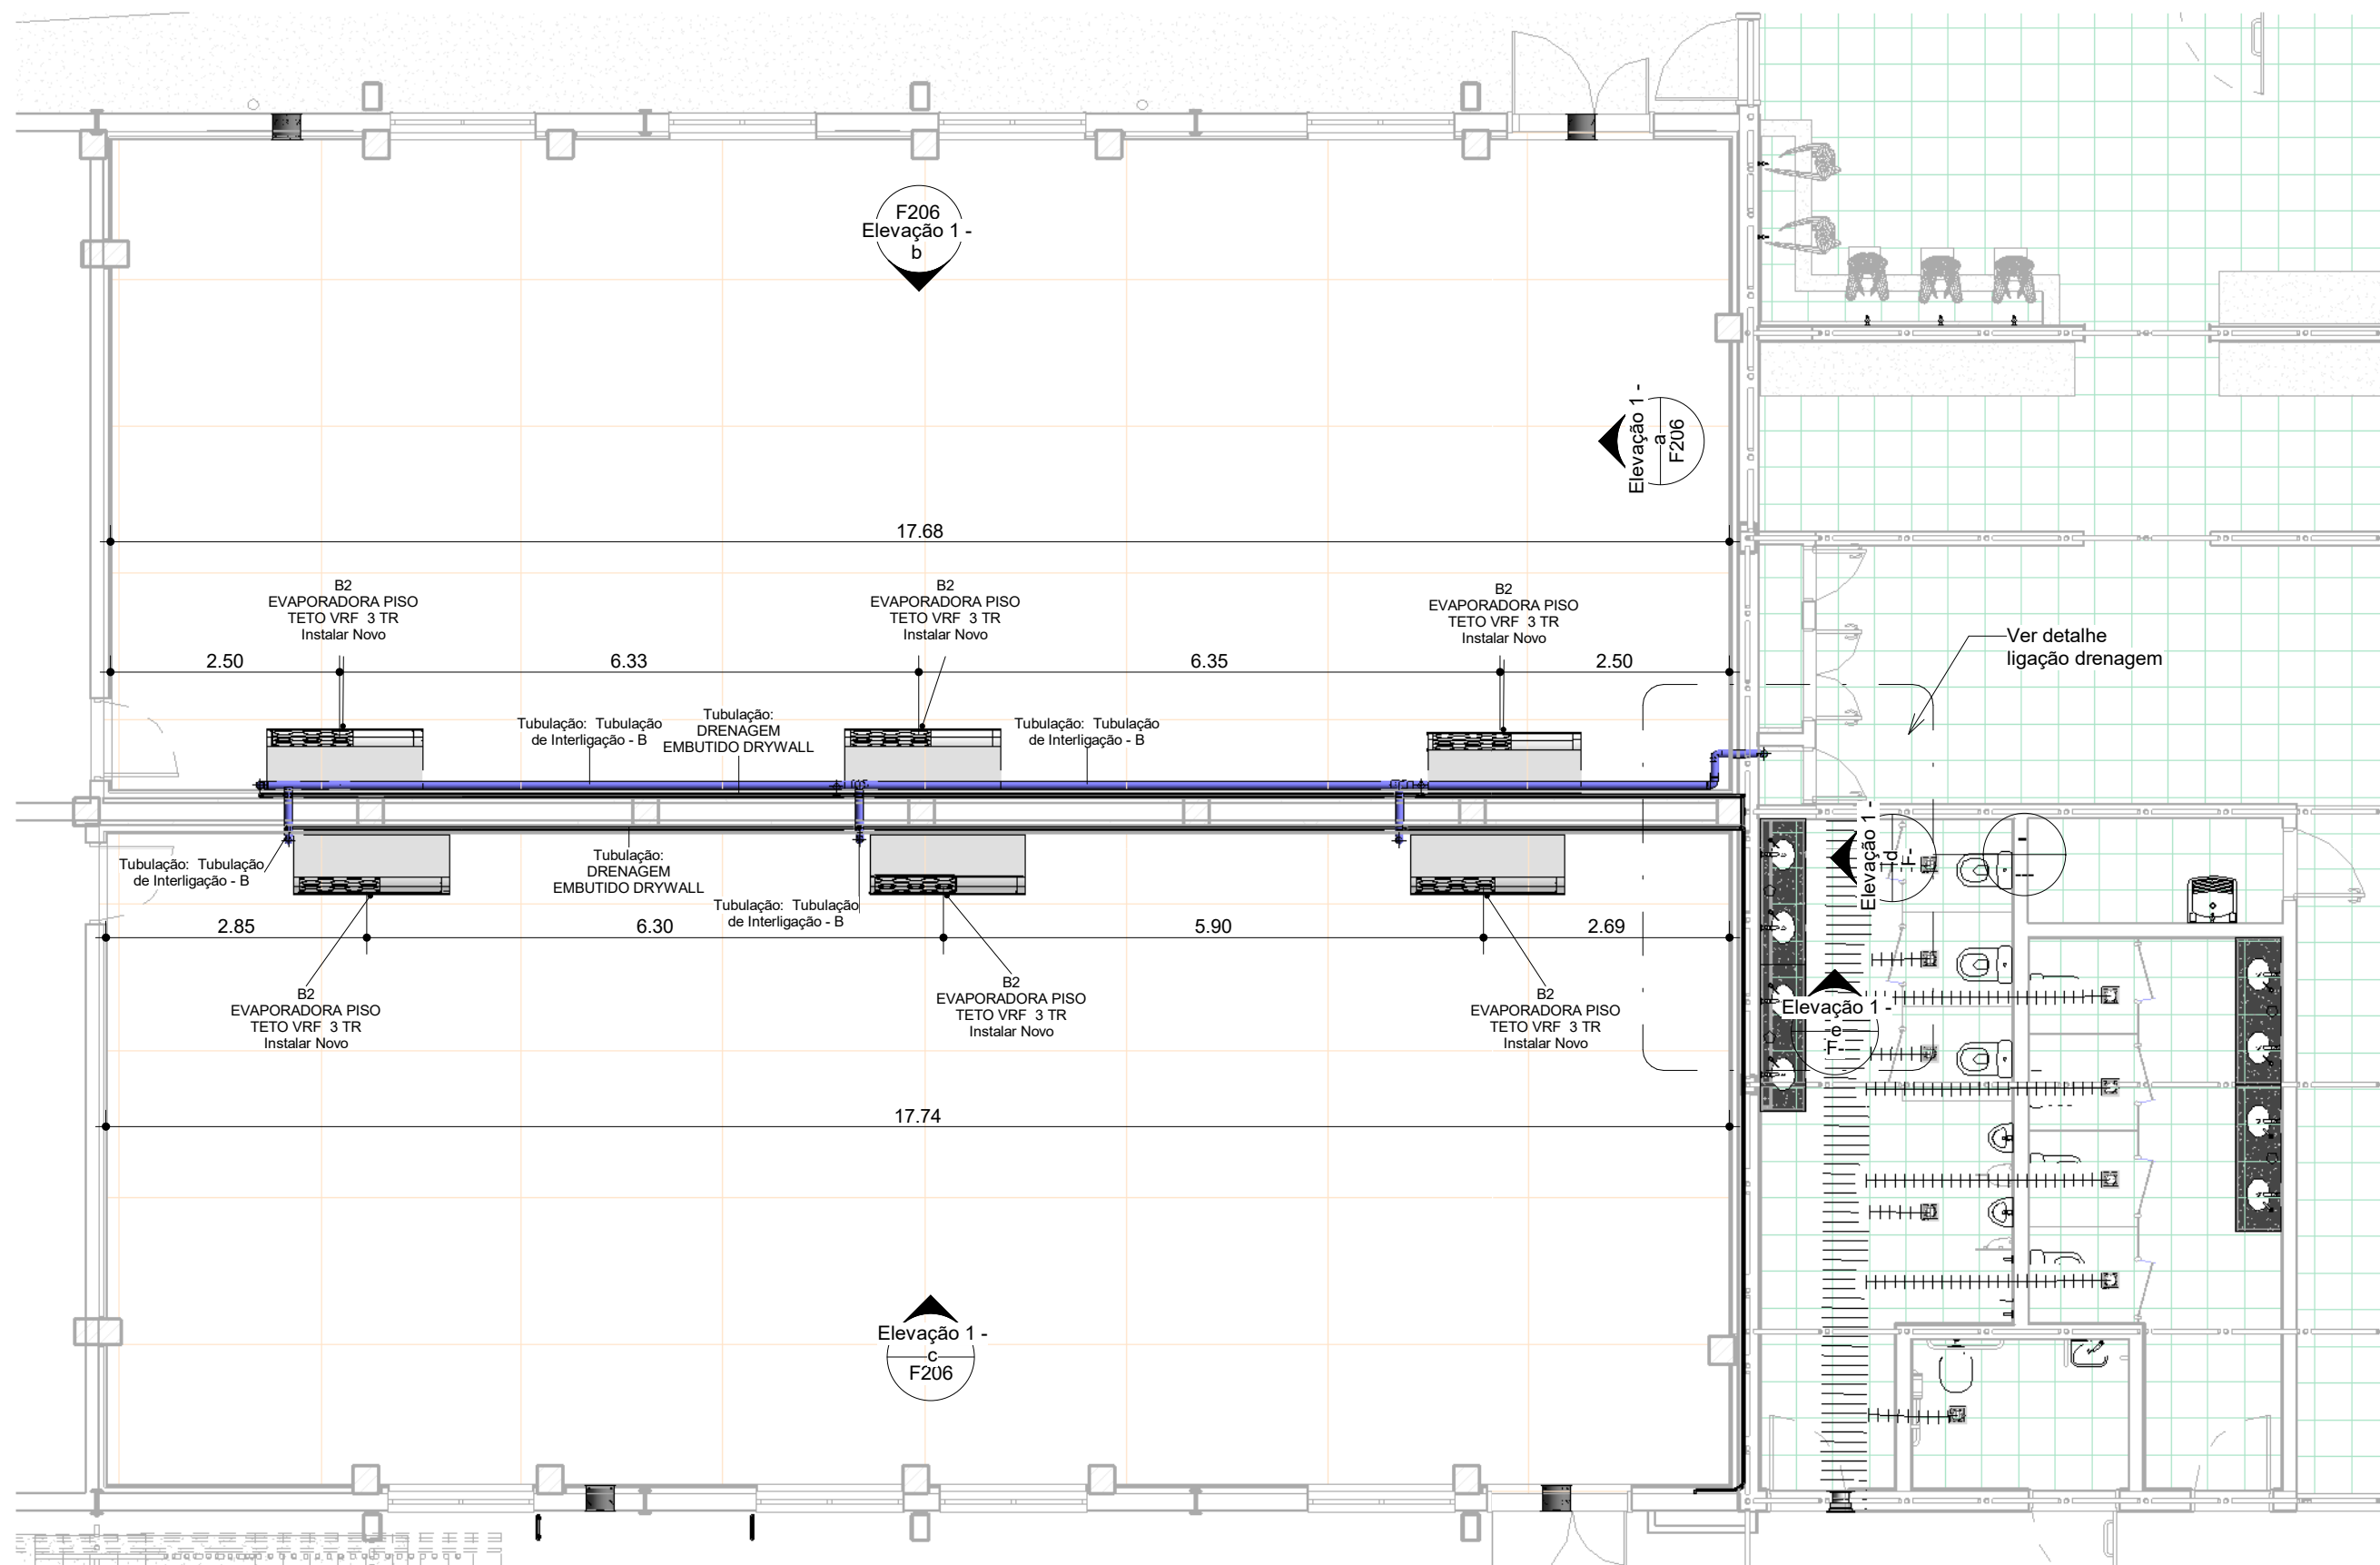 F206
Elevação 1 -
b
Elevação 1 -
a
F206
17.68
B2
EVAPORADORA PISO
TETO VRF  3 TR
Instalar Novo
B2
EVAPORADORA PISO
TETO VRF  3 TR
Instalar Novo
B2
EVAPORADORA PISO
TETO VRF  3 TR
Instalar Novo
Ver detalhe
ligação drenagem
2.50
6.33
6.35
2.50
Tubulação:  Tubulação
de Interligação - B
Tubulação:
DRENAGEM
EMBUTIDO DRYWALL
Tubulação:  Tubulação
de Interligação - B
Tubulação:  Tubulação
de Interligação - B
Tubulação:
DRENAGEM
EMBUTIDO DRYWALL
Tubulação:  Tubulação
de Interligação - B
Elevação 1 -
d
F-
2.85
6.30
5.90
2.69
B2
EVAPORADORA PISO
TETO VRF  3 TR
Instalar Novo
B2
EVAPORADORA PISO
TETO VRF  3 TR
Instalar Novo
B2
EVAPORADORA PISO
TETO VRF  3 TR
Instalar Novo
Elevação 1 -
e
F-
17.74
Elevação 1 -
c
F206